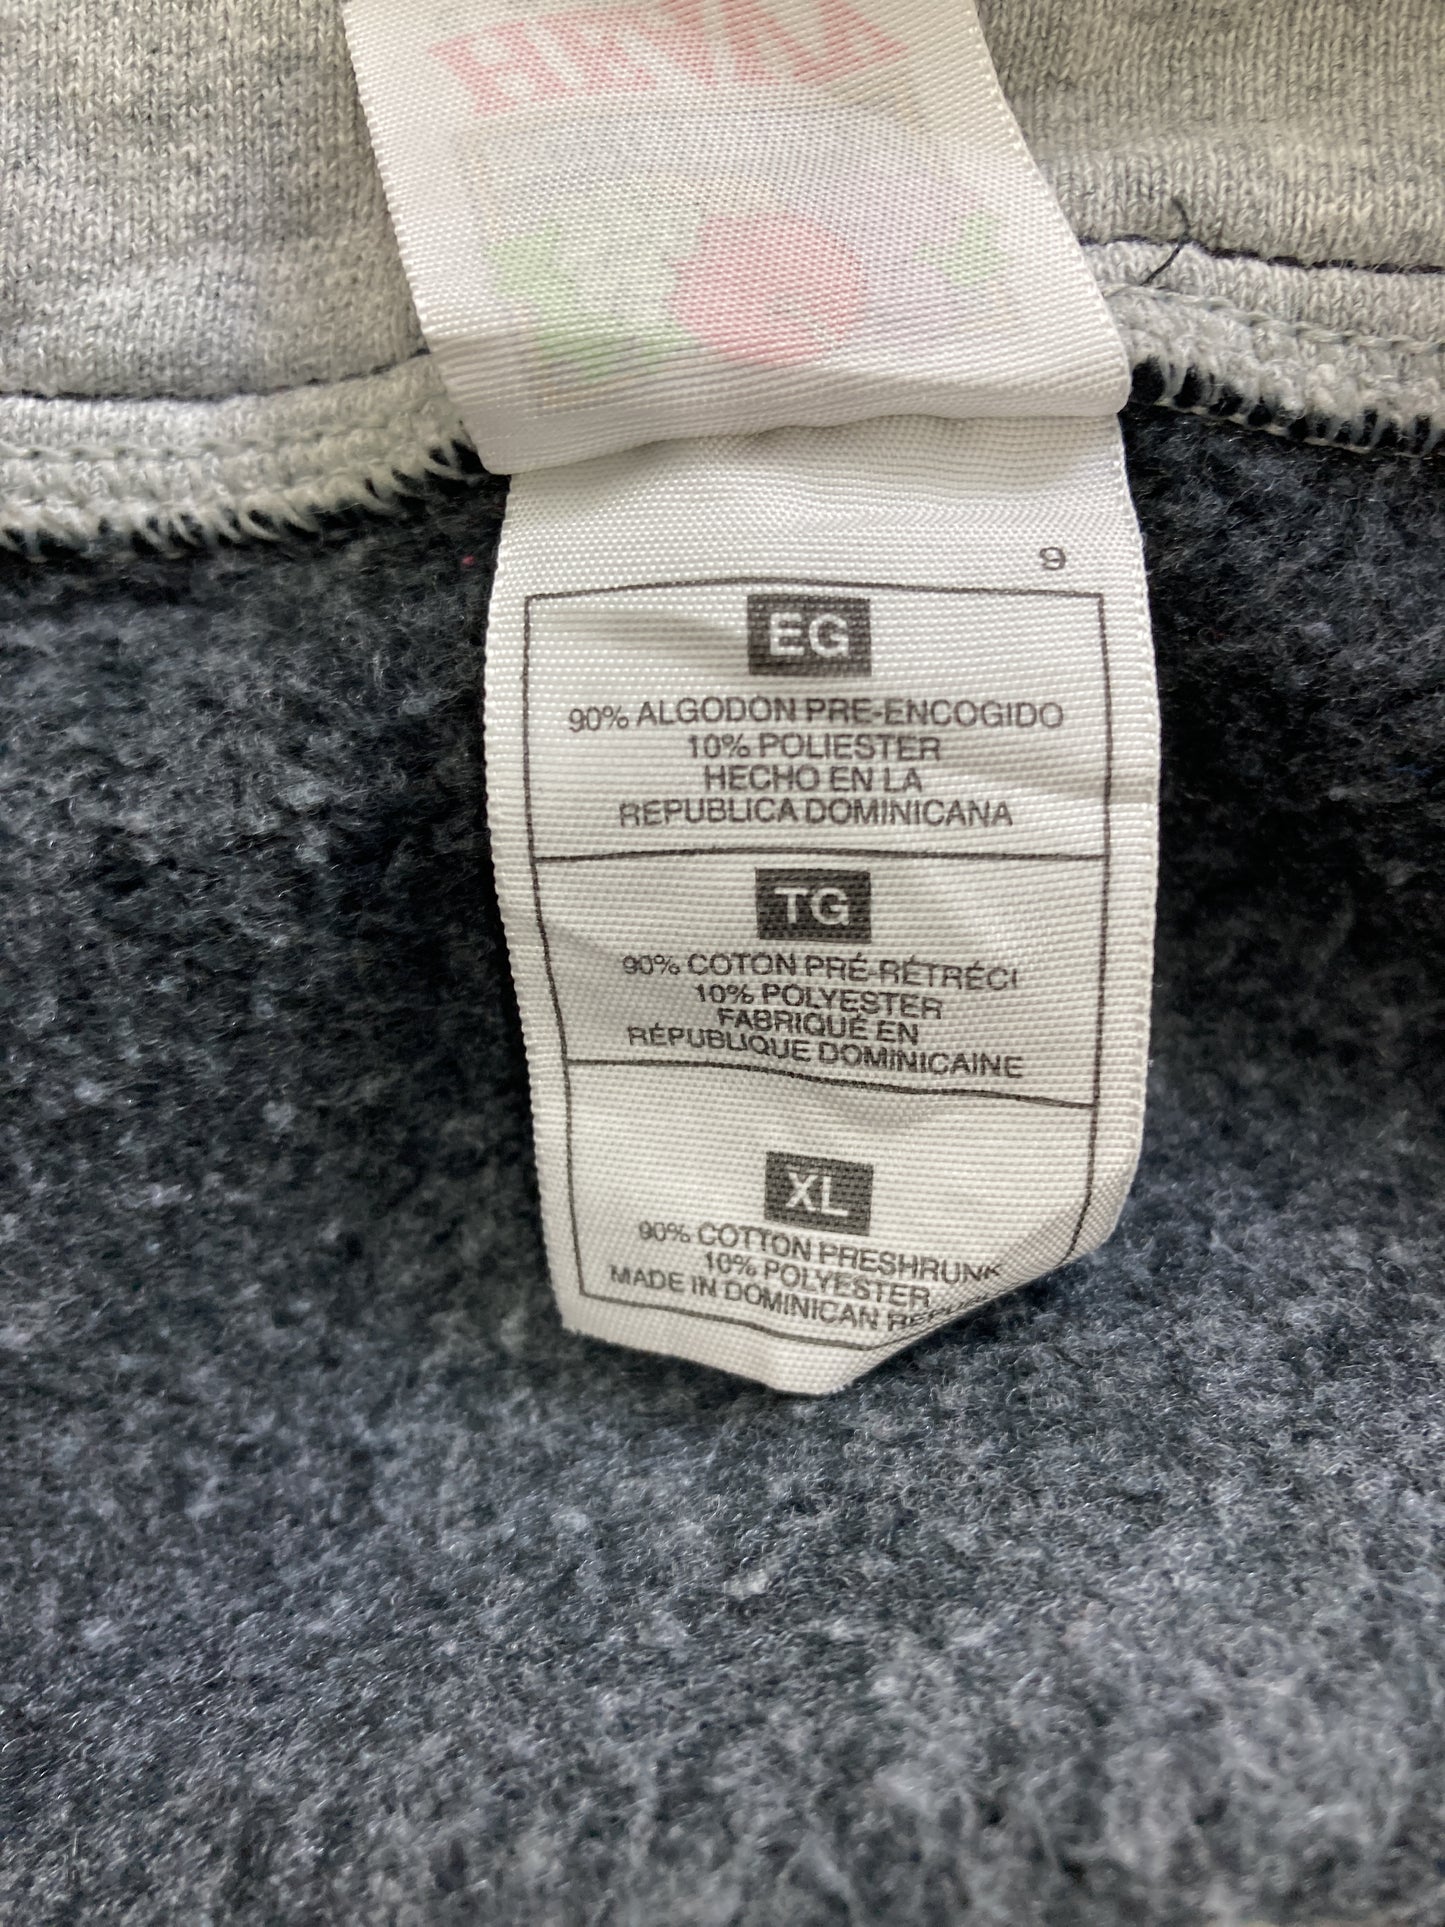 9
EG
90% ALGODÓN PRE-ENCOGIDO
10% POLIESTER
HECHO EN LA
REPUBLICA DOMINICANA
TG
90% COTON PRÉ-RÉTRÉCI
10% POLYESTER
FABRIQUÉ EN
RÉPUBLIQUE DOMINICAINE
XL
90% COTTON PRESHRUNK
10% POLYESTER
MADE IN DOMINICAN